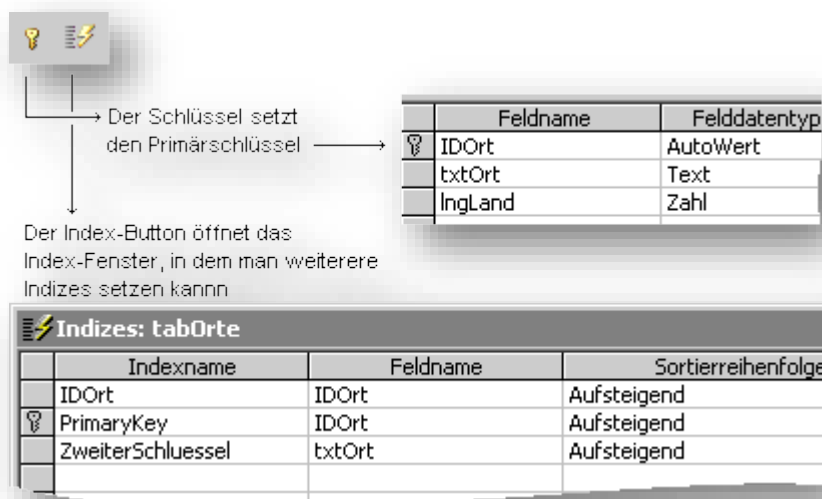 Der Schlüssel setzt
den Primärschlüssel
Feldname Felddatentyp
IDOrt AutoWert
txtOrt Text
lngLand Zahl
Der Index-Button öffnet das
Index-Fenster, in dem man weiterere
Indizes setzen kannn
Indizes: tabOrte
Indexname Feldname Sortierreihenfolge
IDOrt IDOrt Aufsteigend
PrimaryKey IDOrt Aufsteigend
ZweiterSchluessel txtOrt Aufsteigend